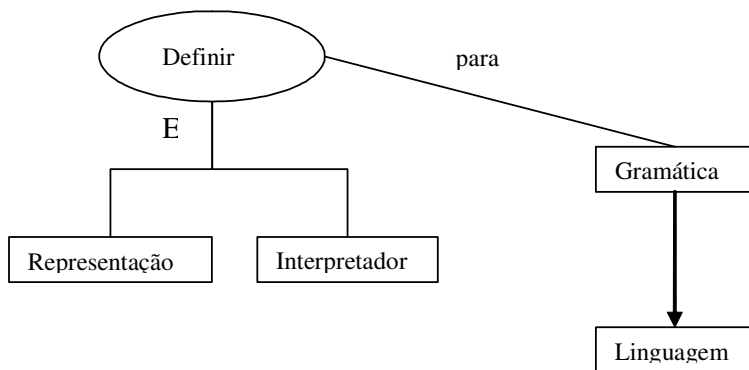 Definir
para
E
Gramática
Representação
Interpretador
Linguagem